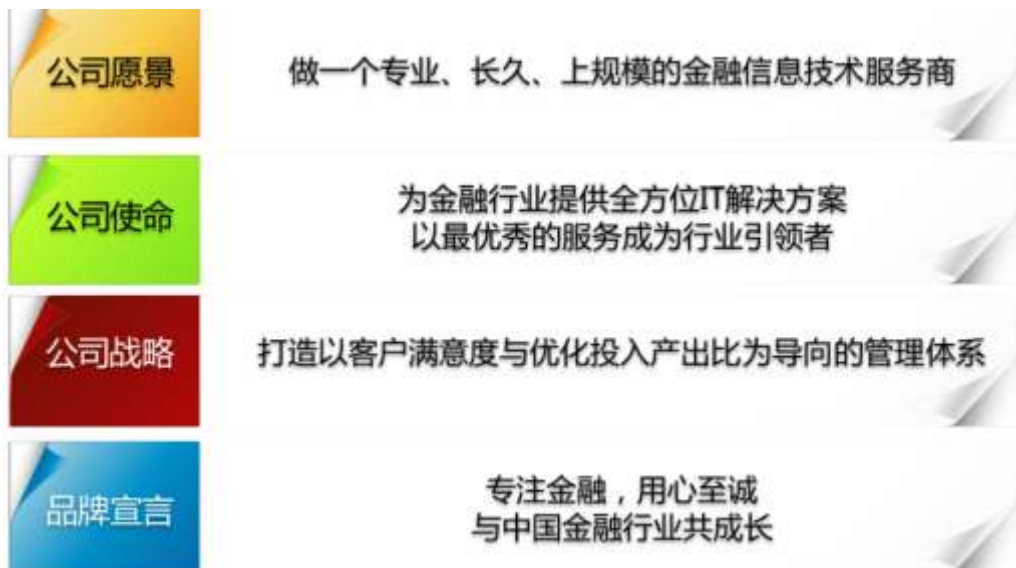 公司愿景
做一个专业、长久、上规模的金融信息技术服务商
公司使命
为金融行业提供全方位IT解决方案
以最优秀的服务成为行业引领者
公司战略
打造以客户满意度与优化投入产出比为导向的管理体系
品牌宣言
专注金融，用心至诚
与中国金融行业共成长